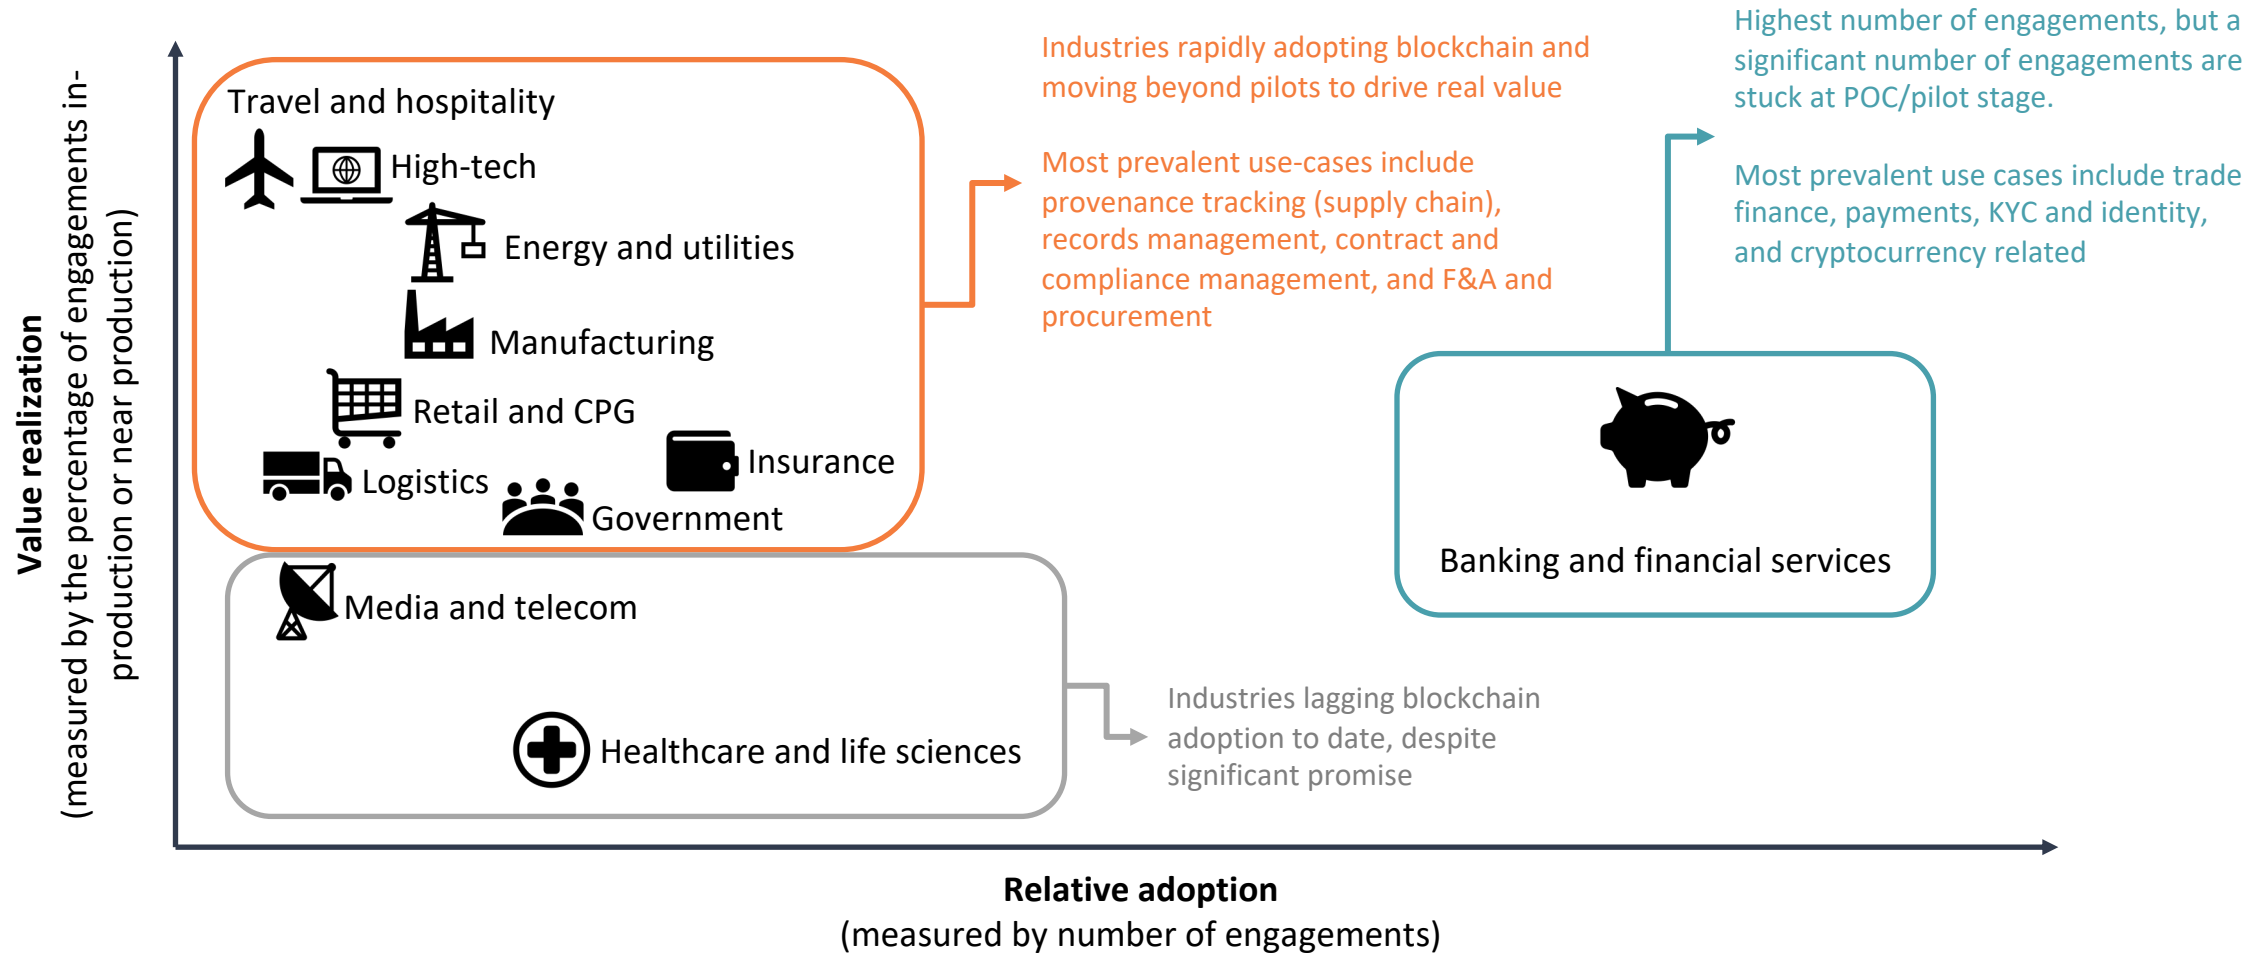 Value realization
(measured by the percentage of engagements in-
production or near production)
Travel and hospitality
High-tech
Energy and utilities
Manufacturing
Retail and CPG
Insurance
Logistics
Government
Industries rapidly adopting blockchain and
moving beyond pilots to drive real value
Most prevalent use-cases include
provenance tracking (supply chain),
records management, contract and
compliance management, and F&A and
procurement
Highest number of engagements, but a
significant number of engagements are
stuck at POC/pilot stage.
Most prevalent use cases include trade
finance, payments, KYC and identity,
and cryptocurrency related
Banking and financial services
Media and telecom
Healthcare and life sciences
Industries lagging blockchain
adoption to date, despite
significant promise
Relative adoption
(measured by number of engagements)